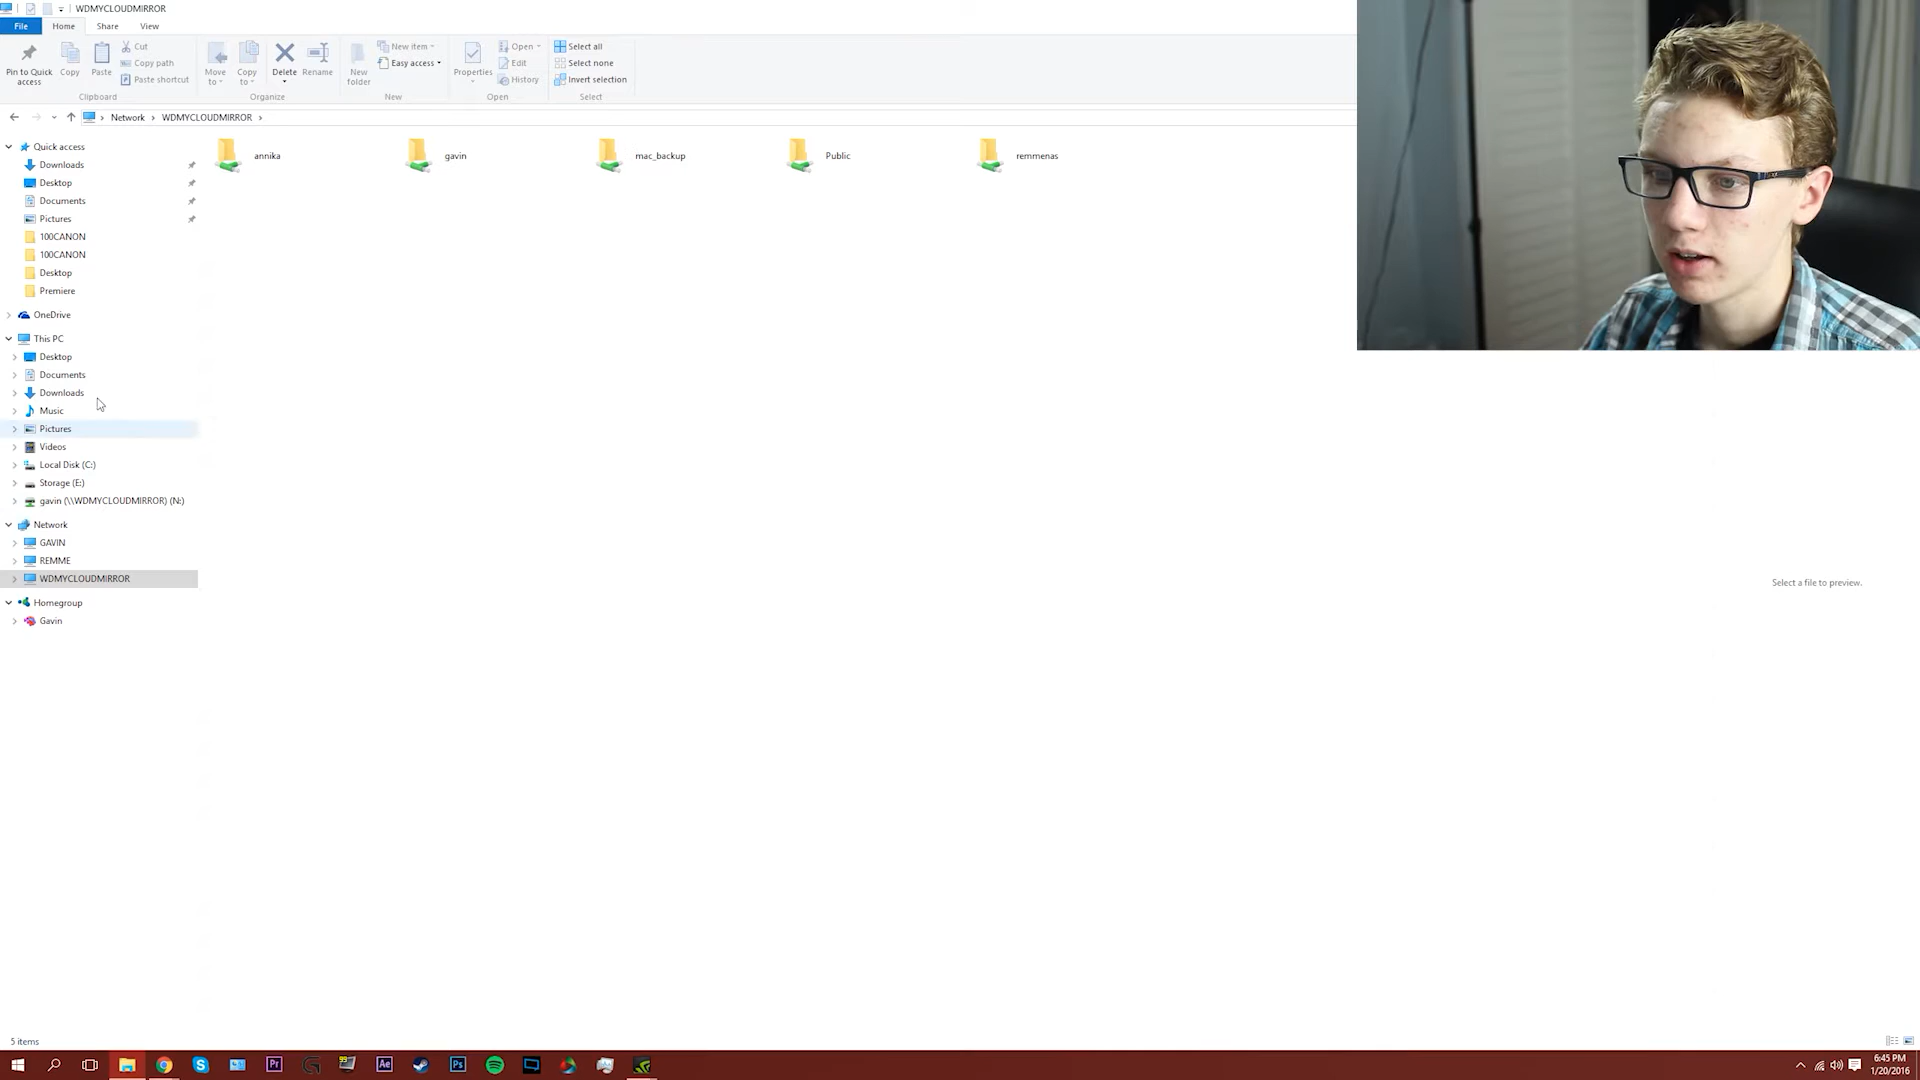 WDMYCLOUDMIRROR
File Home Share View
Pin to Quick access
Copy
Paste
Cut
Copy path
Paste shortcut
Clipboard
Move to
Copy to
Delete
Rename
Organize
New folder
New item
Easy access
New
Properties
Open
Edit
History
Open
Select all
Select none
Invert selection
Select
Network WDMYCLOUDMIRROR
Quick access
Downloads
Desktop
Documents
Pictures
100CANON
100CANON
Desktop
Premiere
OneDrive
This PC
Desktop
Documents
Downloads
Music
Pictures
Videos
Local Disk (C:)
Storage (E:)
gavin (\\WDMYCLOUDMIRROR) (N:)
Network
GAVIN
REMME
WDMYCLOUDMIRROR
Homegroup
Gavin
annika gavin mac_backup Public remmenas
Select a file to preview.
5 items
Pr
99
Ae
Ps
6:45 PM
1/20/2016